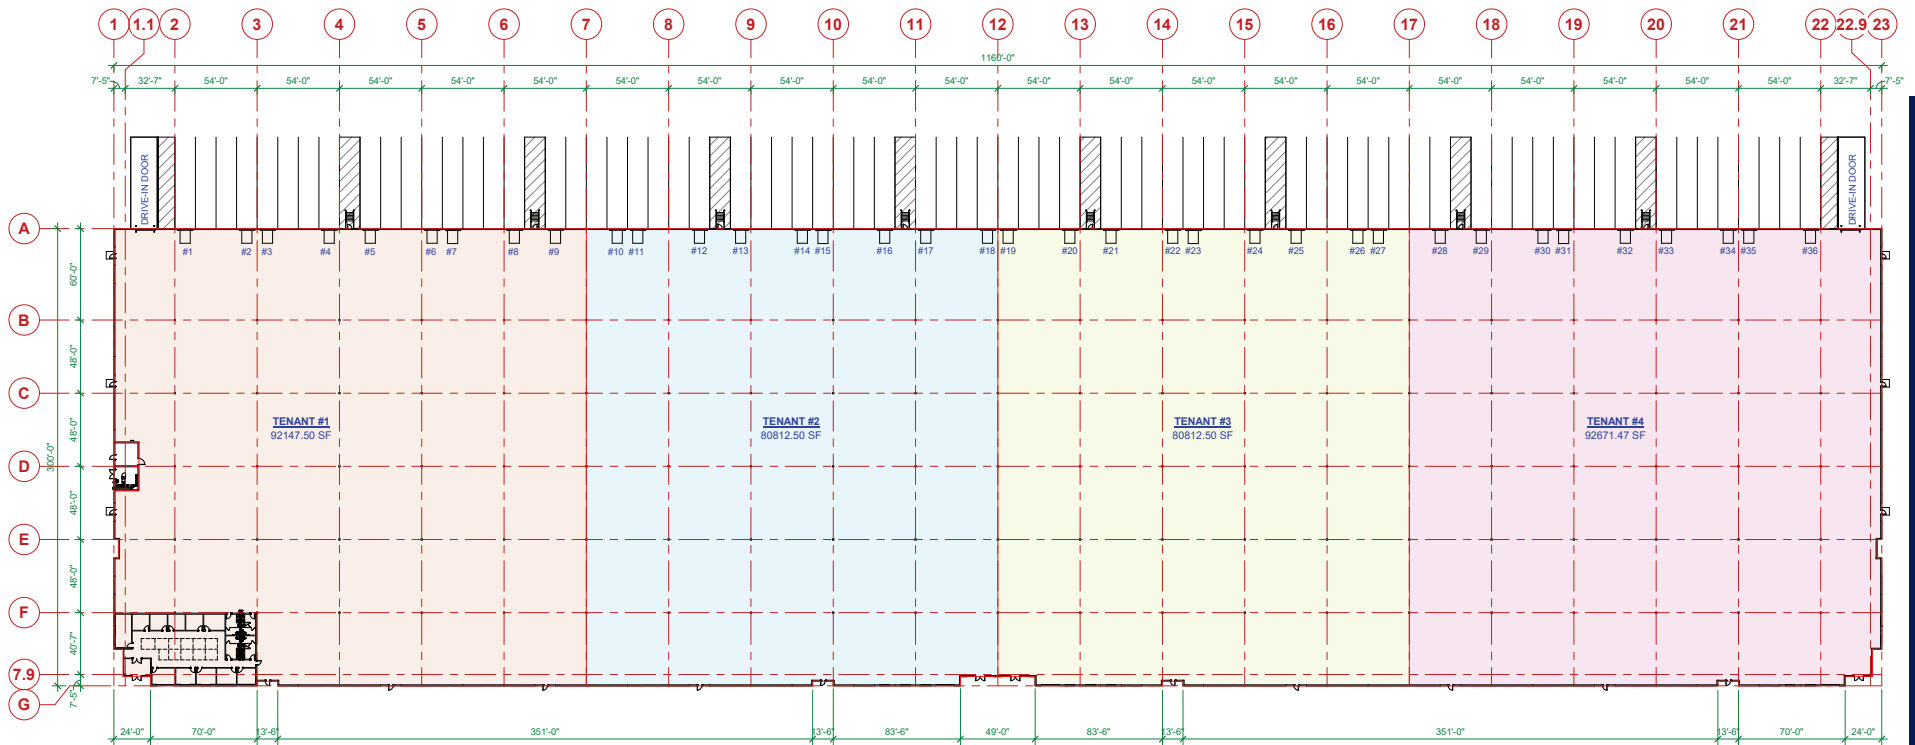 1 1.1 2 3 4 5 6 7 8 9 10 11 12 13 14 15 16 17 18 19 20 21 22 22.9 23
1160'-0"
7'-5" 32'-7" 54'-0" 54'-0" 54'-0" 54'-0" 54'-0" 54'-0" 54'-0" 54'-0" 54'-0" 54'-0" 54'-0" 54'-0" 54'-0" 54'-0" 54'-0" 54'-0" 54'-0" 54'-0" 54'-0" 54'-0" 32'-7" 7'-5"
DRIVE-IN DOOR
DRIVE-IN DOOR
A
#1 #2 #3 #4 #5 #6 #7 #8 #9 #10 #11 #12 #13 #14 #15 #16 #17 #18 #19 #20 #21 #22 #23 #24 #25 #26 #27 #28 #29 #30 #31 #32 #33 #34 #35 #36
60'-0"
B
48'-0"
C
48'-0"
TENANT #1
92147.50 SF
TENANT #2
80812.50 SF
TENANT #3
80812.50 SF
TENANT #4
92671.47 SF
300'-0"
D
48'-0"
E
48'-0"
F
40'-7"
7.9
7'-5"
G
24'-0" 70'-0" 13'-6" 351'-0" 13'-6" 83'-6" 49'-0" 83'-6" 13'-6" 351'-0" 13'-6" 70'-0" 24'-0"